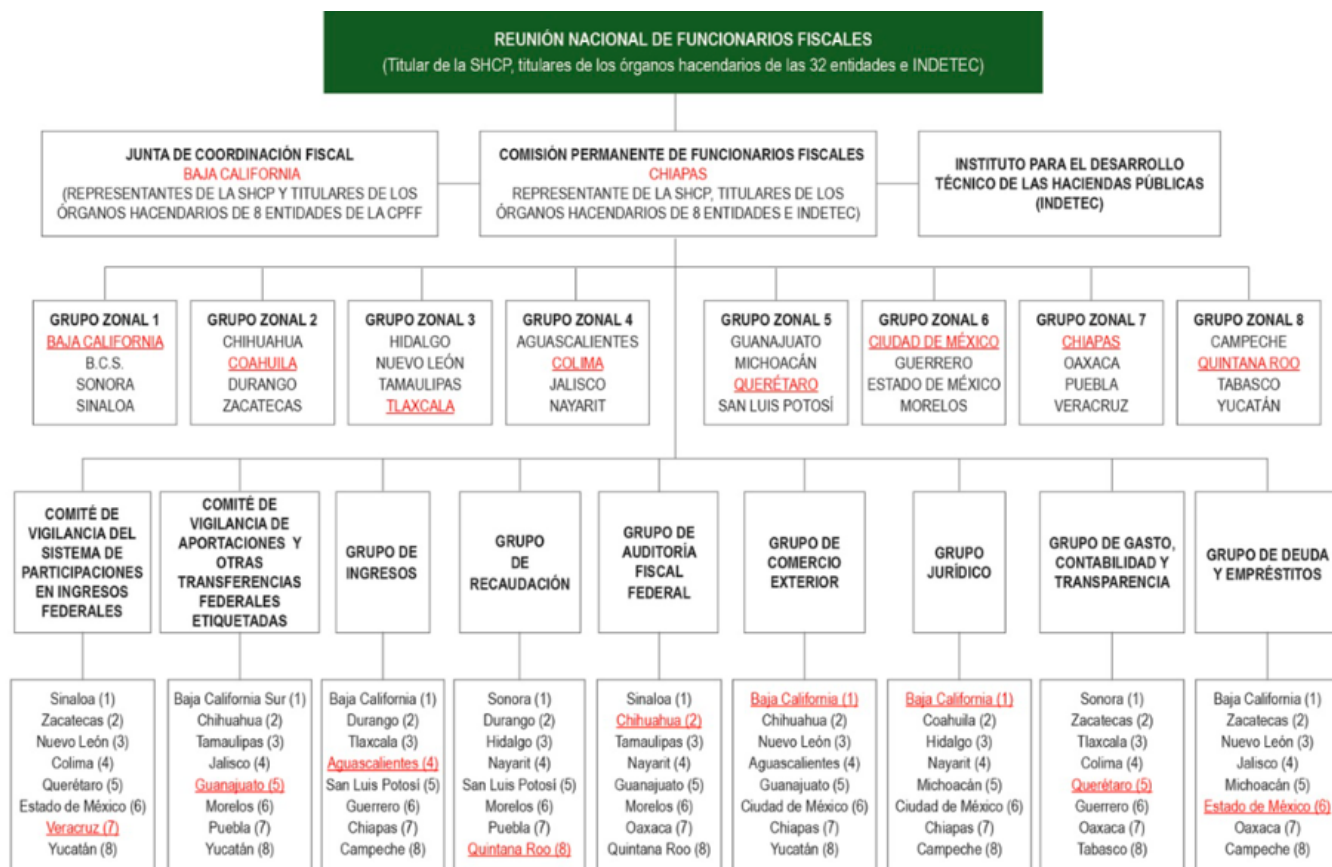 REUNIÓN NACIONAL DE FUNCIONARIOS FISCALES
(Titular de la SHCP, titulares de los órganos hacendarios de las 32 entidades e INDETEC)
JUNTA DE COORDINACIÓN FISCAL
BAJA CALIFORNIA
(REPRESENTANTES DE LA SHCP Y TITULARES DE LOS
ÓRGANOS HACENDARIOS DE 8 ENTIDADES DE LA CPFF
COMISIÓN PERMANENTE DE FUNCIONARIOS FISCALES
CHIAPAS
REPRESENTANTE DE LA SHCP, TITULARES DE LOS
ÓRGANOS HACENDARIOS DE 8 ENTIDADES E INDETEC)
INSTITUTO PARA EL DESARROLLO
TÉCNICO DE LAS HACIENDAS PÚBLICAS
(INDETEC)
GRUPO ZONAL 1
BAJA CALIFORNIA
B.C.S.
SONORA
SINALOA
GRUPO ZONAL 2
CHIHUAHUA
COAHUILA
DURANGO
ZACATECAS
GRUPO ZONAL 3
HIDALGO
NUEVO LEÓN
TAMAULIPAS
TLAXCALA
GRUPO ZONAL 4
AGUASCALIENTES
COLIMA
JALISCO
NAYARIT
GRUPO ZONAL 5
GUANAJUATO
MICHOACÁN
QUERÉTARO
SAN LUIS POTOSÍ
GRUPO ZONAL 6
CIUDAD DE MÉXICO
GUERRERO
ESTADO DE MÉXICO
MORELOS
GRUPO ZONAL 7
CHIAPAS
OAXACA
PUEBLA
VERACRUZ
GRUPO ZONAL 8
CAMPECHE
QUINTANA ROO
TABASCO
YUCATÁN
COMITÉ DE
VIGILANCIA DEL
SISTEMA DE
PARTICIPACIONES
EN INGRESOS
FEDERALES
COMITÉ DE
VIGILANCIA DE
APORTACIONES Y
OTRAS
TRANSFERENCIAS
FEDERALES
ETIQUETADAS
GRUPO DE
INGRESOS
GRUPO
DE
RECAUDACIÓN
GRUPO DE
AUDITORÍA
FISCAL
FEDERAL
GRUPO DE
COMERCIO
EXTERIOR
GRUPO
JURÍDICO
GRUPO DE GASTO,
CONTABILIDAD Y
TRANSPARENCIA
GRUPO DE DEUDA
Y EMPRÉSTITOS
Sinaloa (1)
Zacatecas (2)
Nuevo León (3)
Colima (4)
Querétaro (5)
Estado de México (6)
Veracruz (7)
Yucatán (8)
Baja California Sur (1)
Chihuahua (2)
Tamaulipas (3)
Jalisco (4)
Guanajuato (5)
Morelos (6)
Puebla (7)
Yucatán (8)
Baja California (1)
Durango (2)
Tlaxcala (3)
Aguascalientes (4)
San Luis Potosí (5)
Guerrero (6)
Chiapas (7)
Campeche (8)
Sonora (1)
Durango (2)
Hidalgo (3)
Nayarit (4)
San Luis Potosí (5)
Morelos (6)
Puebla (7)
Quintana Roo (8)
Sinaloa (1)
Chihuahua (2)
Tamaulipas (3)
Nayarit (4)
Guanajuato (5)
Morelos (6)
Oaxaca (7)
Quintana Roo (8)
Baja California (1)
Chihuahua (2)
Nuevo León (3)
Aguascalientes (4)
Guanajuato (5)
Ciudad de México (6)
Chiapas (7)
Yucatán (8)
Baja California (1)
Coahuila (2)
Hidalgo (3)
Nayarit (4)
Michoacán (5)
Ciudad de México (6)
Chiapas (7)
Campeche (8)
Sonora (1)
Zacatecas (2)
Tlaxcala (3)
Colima (4)
Querétaro (5)
Guerrero (6)
Oaxaca (7)
Tabasco (8)
Baja California (1)
Zacatecas (2)
Nuevo León (3)
Jalisco (4)
Michoacán (5)
Estado de México (6)
Oaxaca (7)
Campeche (8)